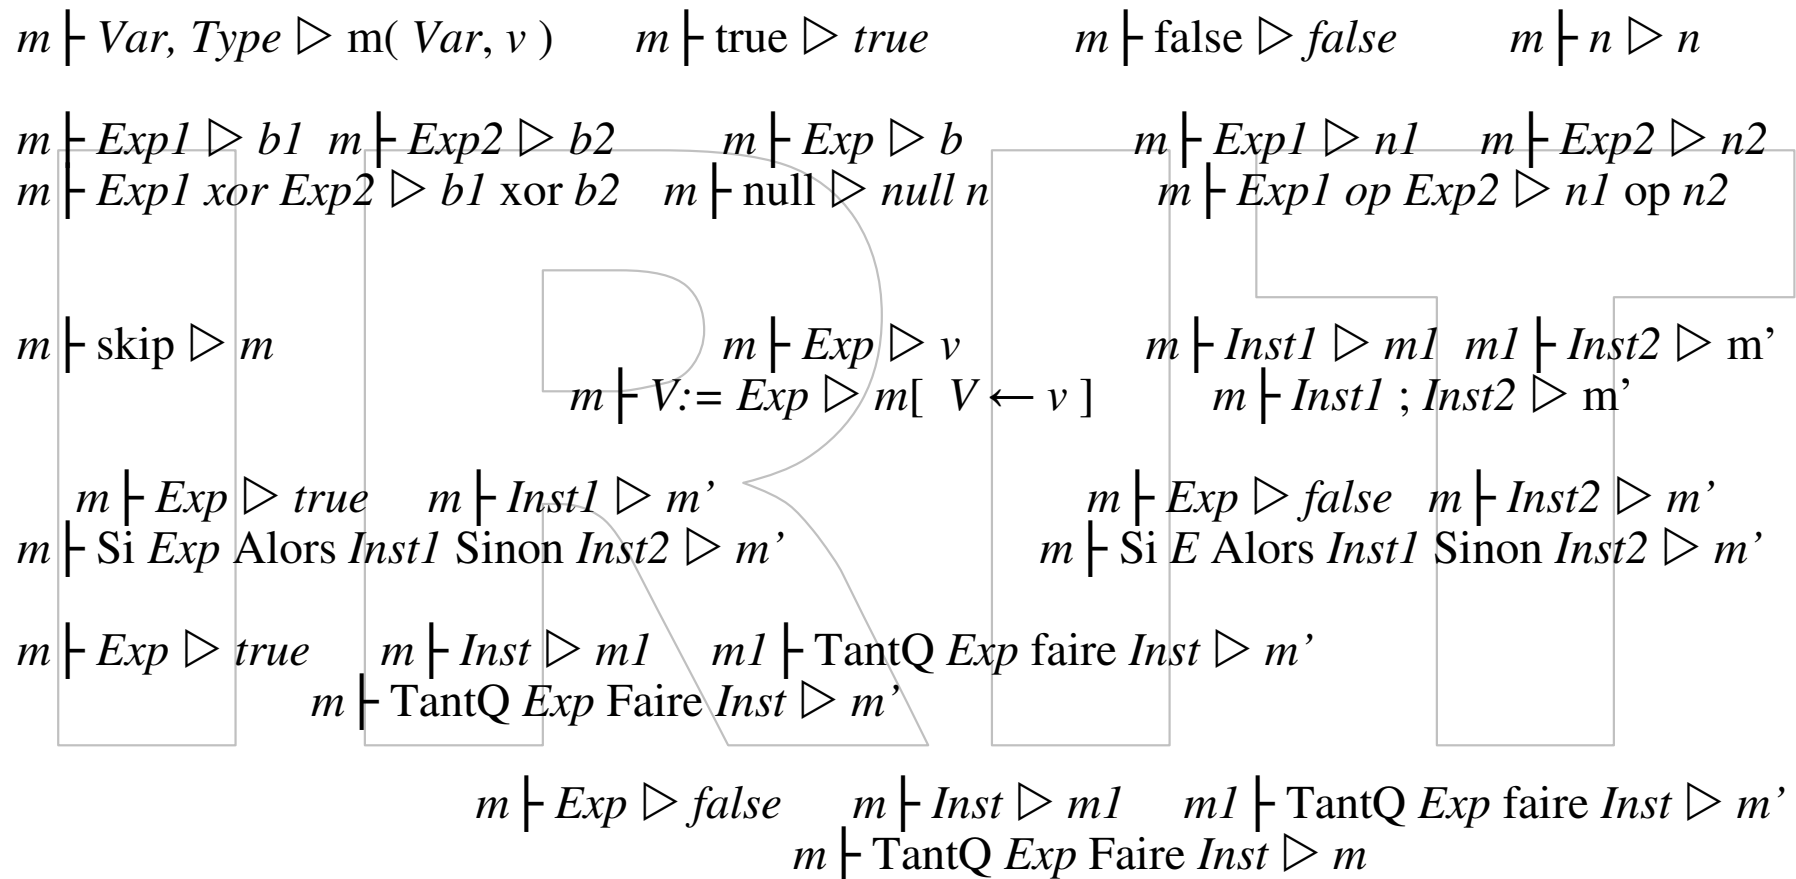 m ⊢ Var, Type ▷ m( Var, v ) m ⊢ true ▷ true m ⊢ false ▷ false m ⊢ n ▷ n
m ⊢ Exp1 ▷ b1 m ⊢ Exp2 ▷ b2 m ⊢ Exp ▷ b m ⊢ Exp1 ▷ n1 m ⊢ Exp2 ▷ n2
m ⊢ Exp1 xor Exp2 ▷ b1 xor b2 m ⊢ null ▷ null n m ⊢ Exp1 op Exp2 ▷ n1 op n2
m ⊢ skip ▷ m m ⊢ Exp ▷ v m ⊢ Inst1 ▷ m1 m1 ⊢ Inst2 ▷ m’
m ⊢ V:= Exp ▷ m[ V ← v ] m ⊢ Inst1 ; Inst2 ▷ m’
m ⊢ Exp ▷ true m ⊢ Inst1 ▷ m’ m ⊢ Exp ▷ false m ⊢ Inst2 ▷ m’
m ⊢ Si Exp Alors Inst1 Sinon Inst2 ▷ m’ m ⊢ Si E Alors Inst1 Sinon Inst2 ▷ m’
m ⊢ Exp ▷ true m ⊢ Inst ▷ m1 m1 ⊢ TantQ Exp faire Inst ▷ m’
m ⊢ TantQ Exp Faire Inst ▷ m’
m ⊢ Exp ▷ false m ⊢ Inst ▷ m1 m1 ⊢ TantQ Exp faire Inst ▷ m’
m ⊢ TantQ Exp Faire Inst ▷ m
IRIT